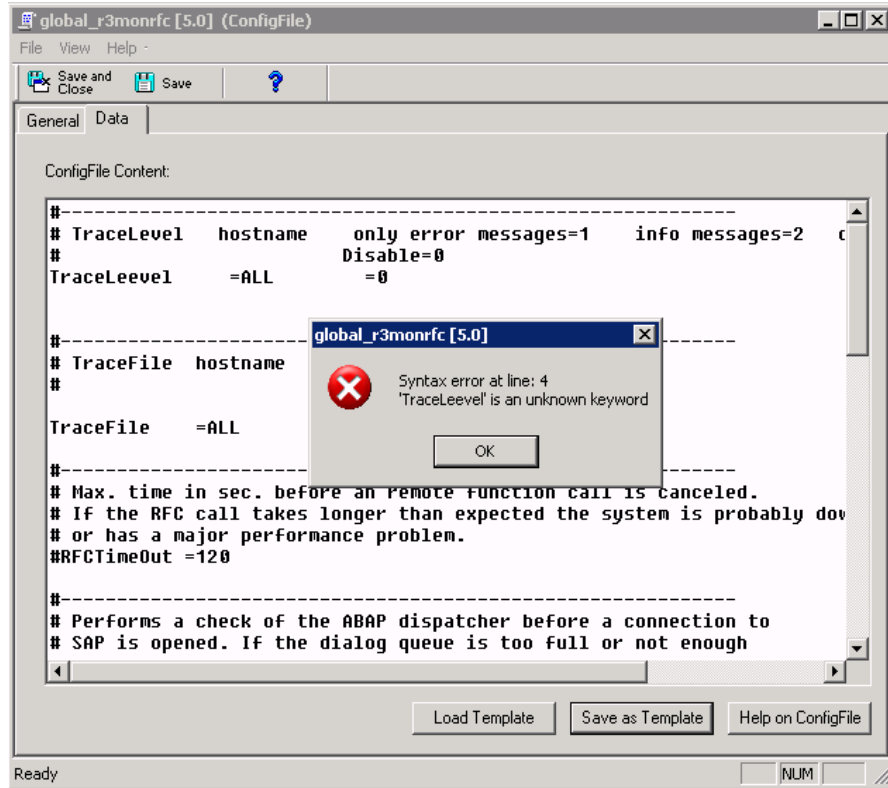 global_r3monrfc [5.0] (ConfigFile)
File View Help
Save and Close
Save
?
General Data
ConfigFile Content:
#------------------------------------------------------------
# TraceLevel hostname only error messages=1 info messages=2
# Disable=0
TraceLeevel =ALL =0
#------------------------------------------------------------
# TraceFile hostname
#
TraceFile =ALL
#------------------------------------------------------------
# Max. time in sec. before an remote function call is canceled.
# If the RFC call takes longer than expected the system is probably
# or has a major performance problem.
#RFCTimeOut =120
#------------------------------------------------------------
# Performs a check of the ABAP dispatcher before a connection to
# SAP is opened. If the dialog queue is too full or not enough
global_r3monrfc [5.0]
Syntax error at line: 4
'TraceLeevel' is an unknown keyword
OK
Load Template
Save as Template
Help on ConfigFile
Ready
NUM